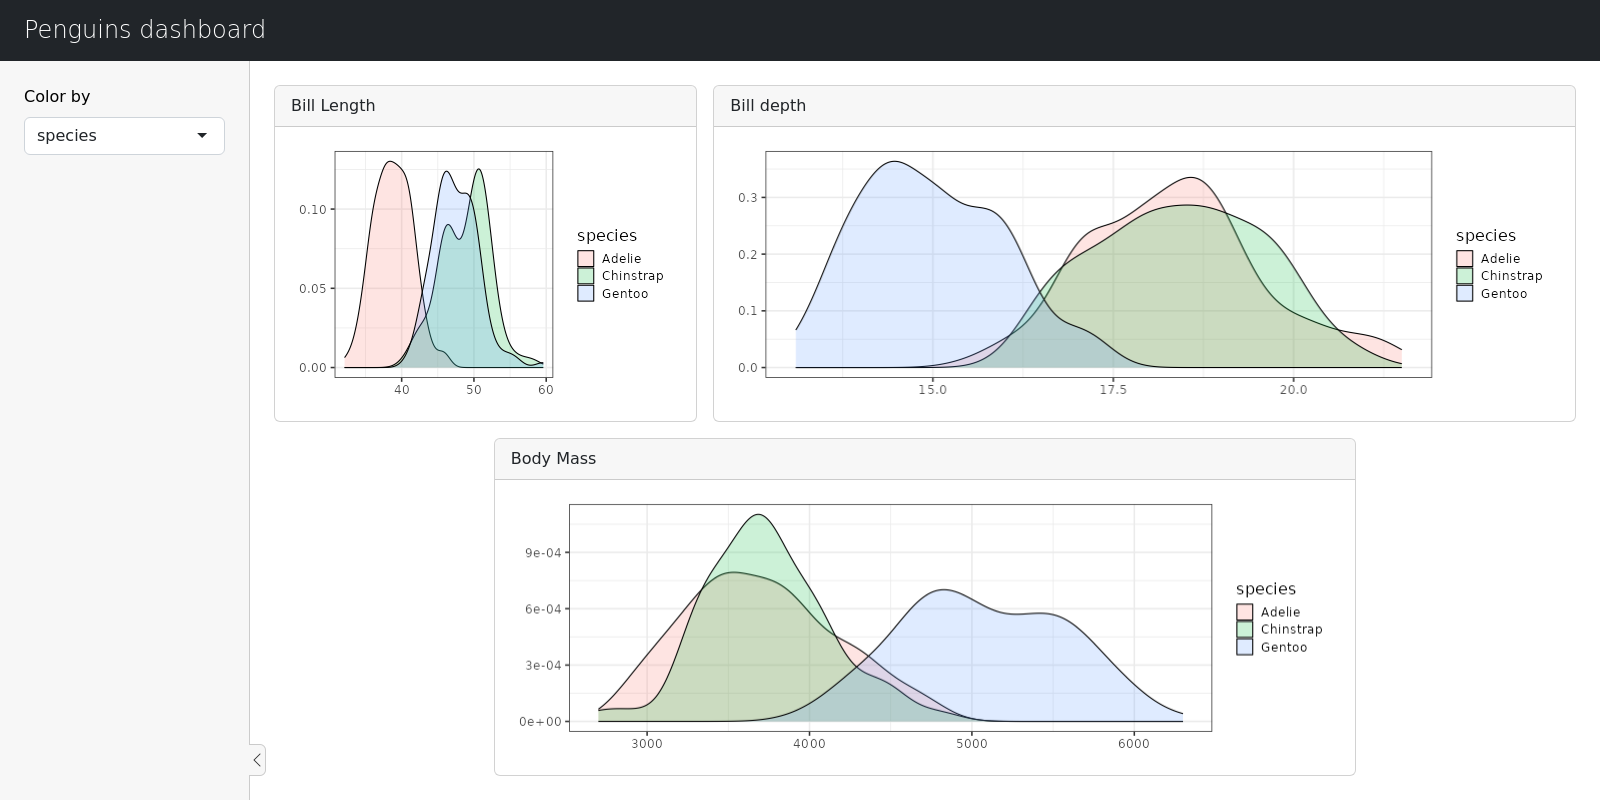 Penguins dashboard
Color by
species
Bill Length
0.10
0.05
0.00
40 50 60
species
Adelie
Chinstrap
Gentoo
Bill depth
0.3
0.2
0.1
0.0
15.0 17.5 20.0
species
Adelie
Chinstrap
Gentoo
Body Mass
9e-04
6e-04
3e-04
0e+00
3000 4000 5000 6000
species
Adelie
Chinstrap
Gentoo